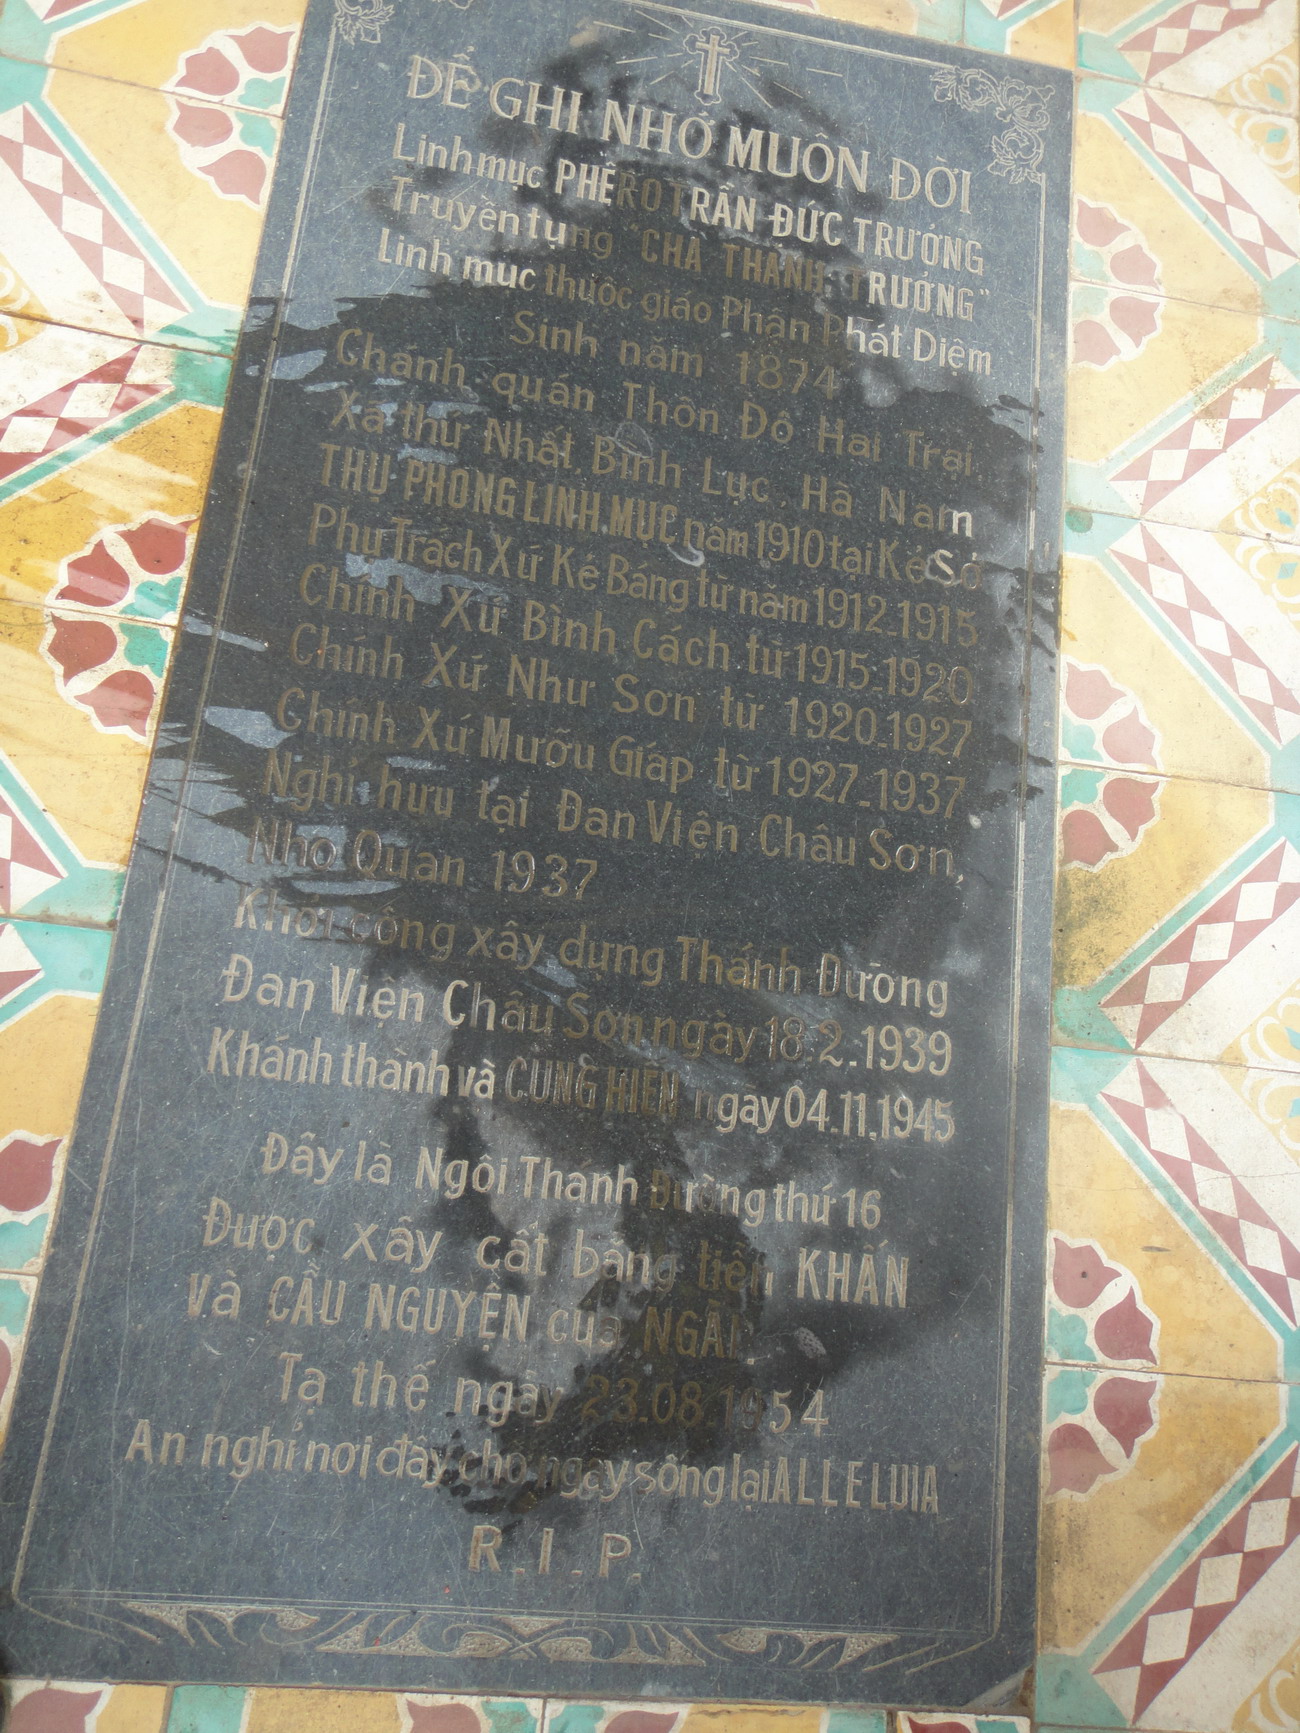 ĐỂ GHI NHỚ MUÔN ĐỜI
Linh mục PHÊRO TRẦN ĐỨC TRƯỞNG
Truyền tụng "CHA THÁNH TRƯỞNG"
Linh mục thuộc giáo Phận Phát Diệm
Sinh năm 1874
Chánh quán Thôn Đô Hai Trại
Xã thứ Nhất, Bình Lục, Hà Nam
THỤ PHONG LINH MỤC năm 1910 tại Kẻ Sở
Phụ Trách Xứ Kẻ Báng từ năm 1912-1915
Chính Xứ Bình Cách từ 1915-1920
Chính Xứ Như Sơn từ 1920-1927
Chính Xứ Mưỡu Giáp từ 1927-1937
Nghỉ hưu tại Đan Viện Châu Sơn,
Nho Quan 1937
Khởi công xây dựng Thánh Đường
Đan Viện Châu Sơn ngày 18-2-1939
Khánh thành và CUNG HIẾN ngày 04.11.1945
Đây là Ngôi Thánh Đường thứ 16
Được xây cất bằng tiền KHẤN
và CẦU NGUYỆN của NGÀI.
Tạ thế ngày 23.08.1954
An nghỉ nơi đây chờ ngày sống lại ALLELUIA
R.I.P.